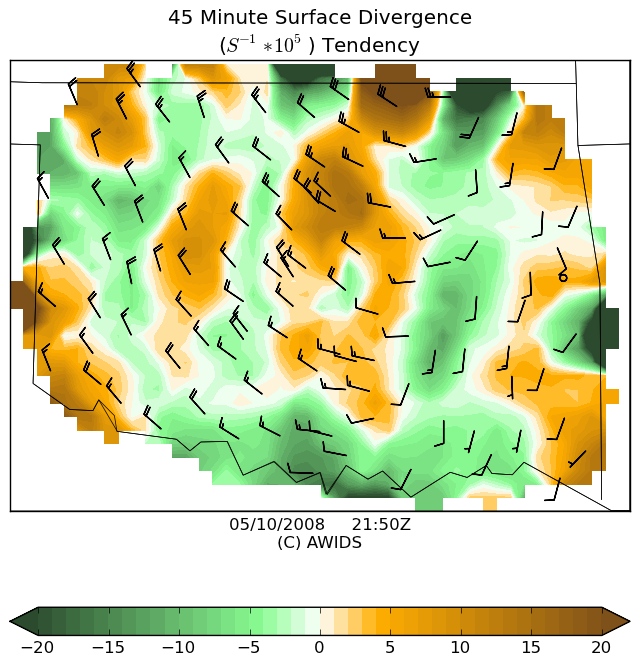 45 Minute Surface Divergence
(S⁻¹ ∗ 10⁵ ) Tendency
05/10/2008 21:50Z
(C) AWIDS
−20 −15 −10 −5 0 5 10 15 20